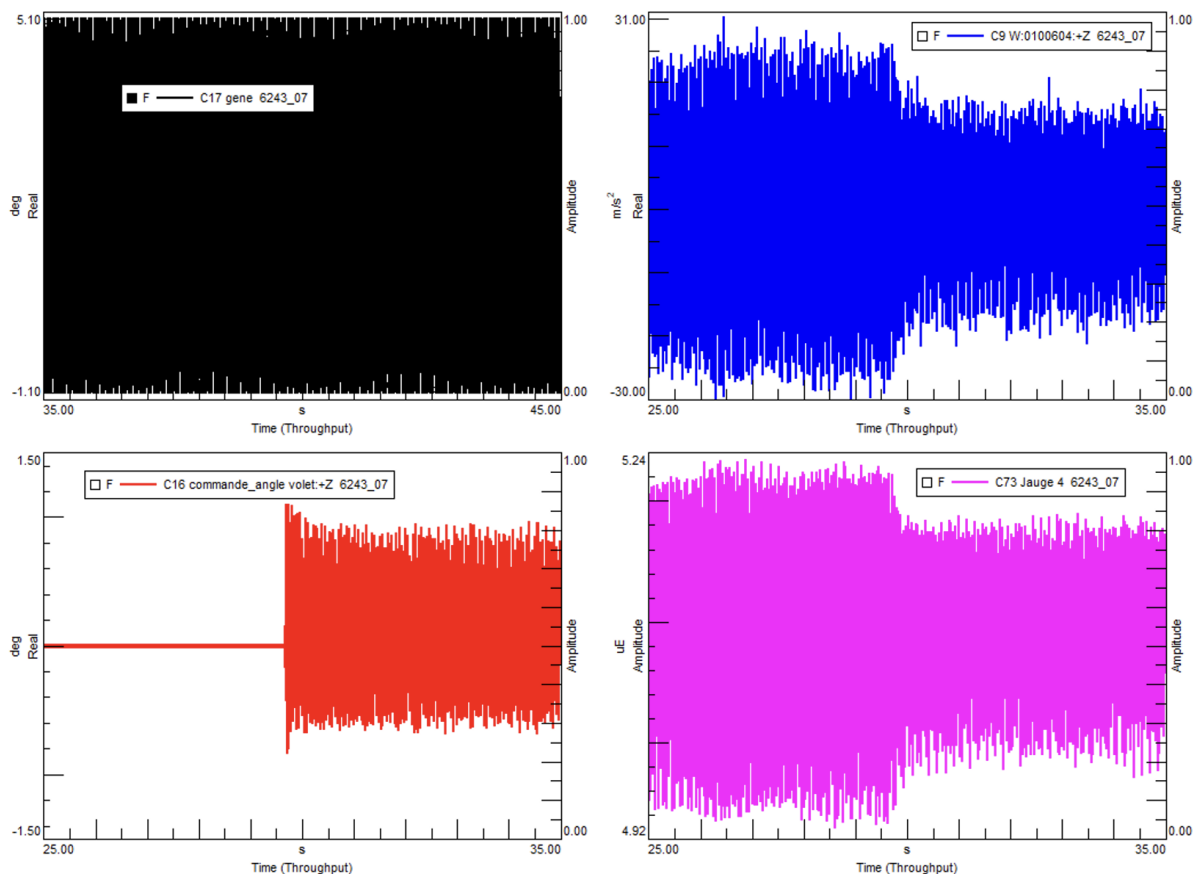 5.10
1.00
F C17 gene 6243_07
deg
Real
Amplitude
-1.10
0.00
35.00
s
45.00
Time (Throughput)
31.00
1.00
F C9 W:0100604:+Z 6243_07
m/s²
Real
Amplitude
-30.00
0.00
25.00
s
35.00
Time (Throughput)
1.50
1.00
F C16 commande_angle volet:+Z 6243_07
deg
Real
Amplitude
-1.50
0.00
25.00
s
35.00
Time (Throughput)
5.24
1.00
F C73 Jauge 4 6243_07
uE
Amplitude
Amplitude
4.92
0.00
25.00
s
35.00
Time (Throughput)